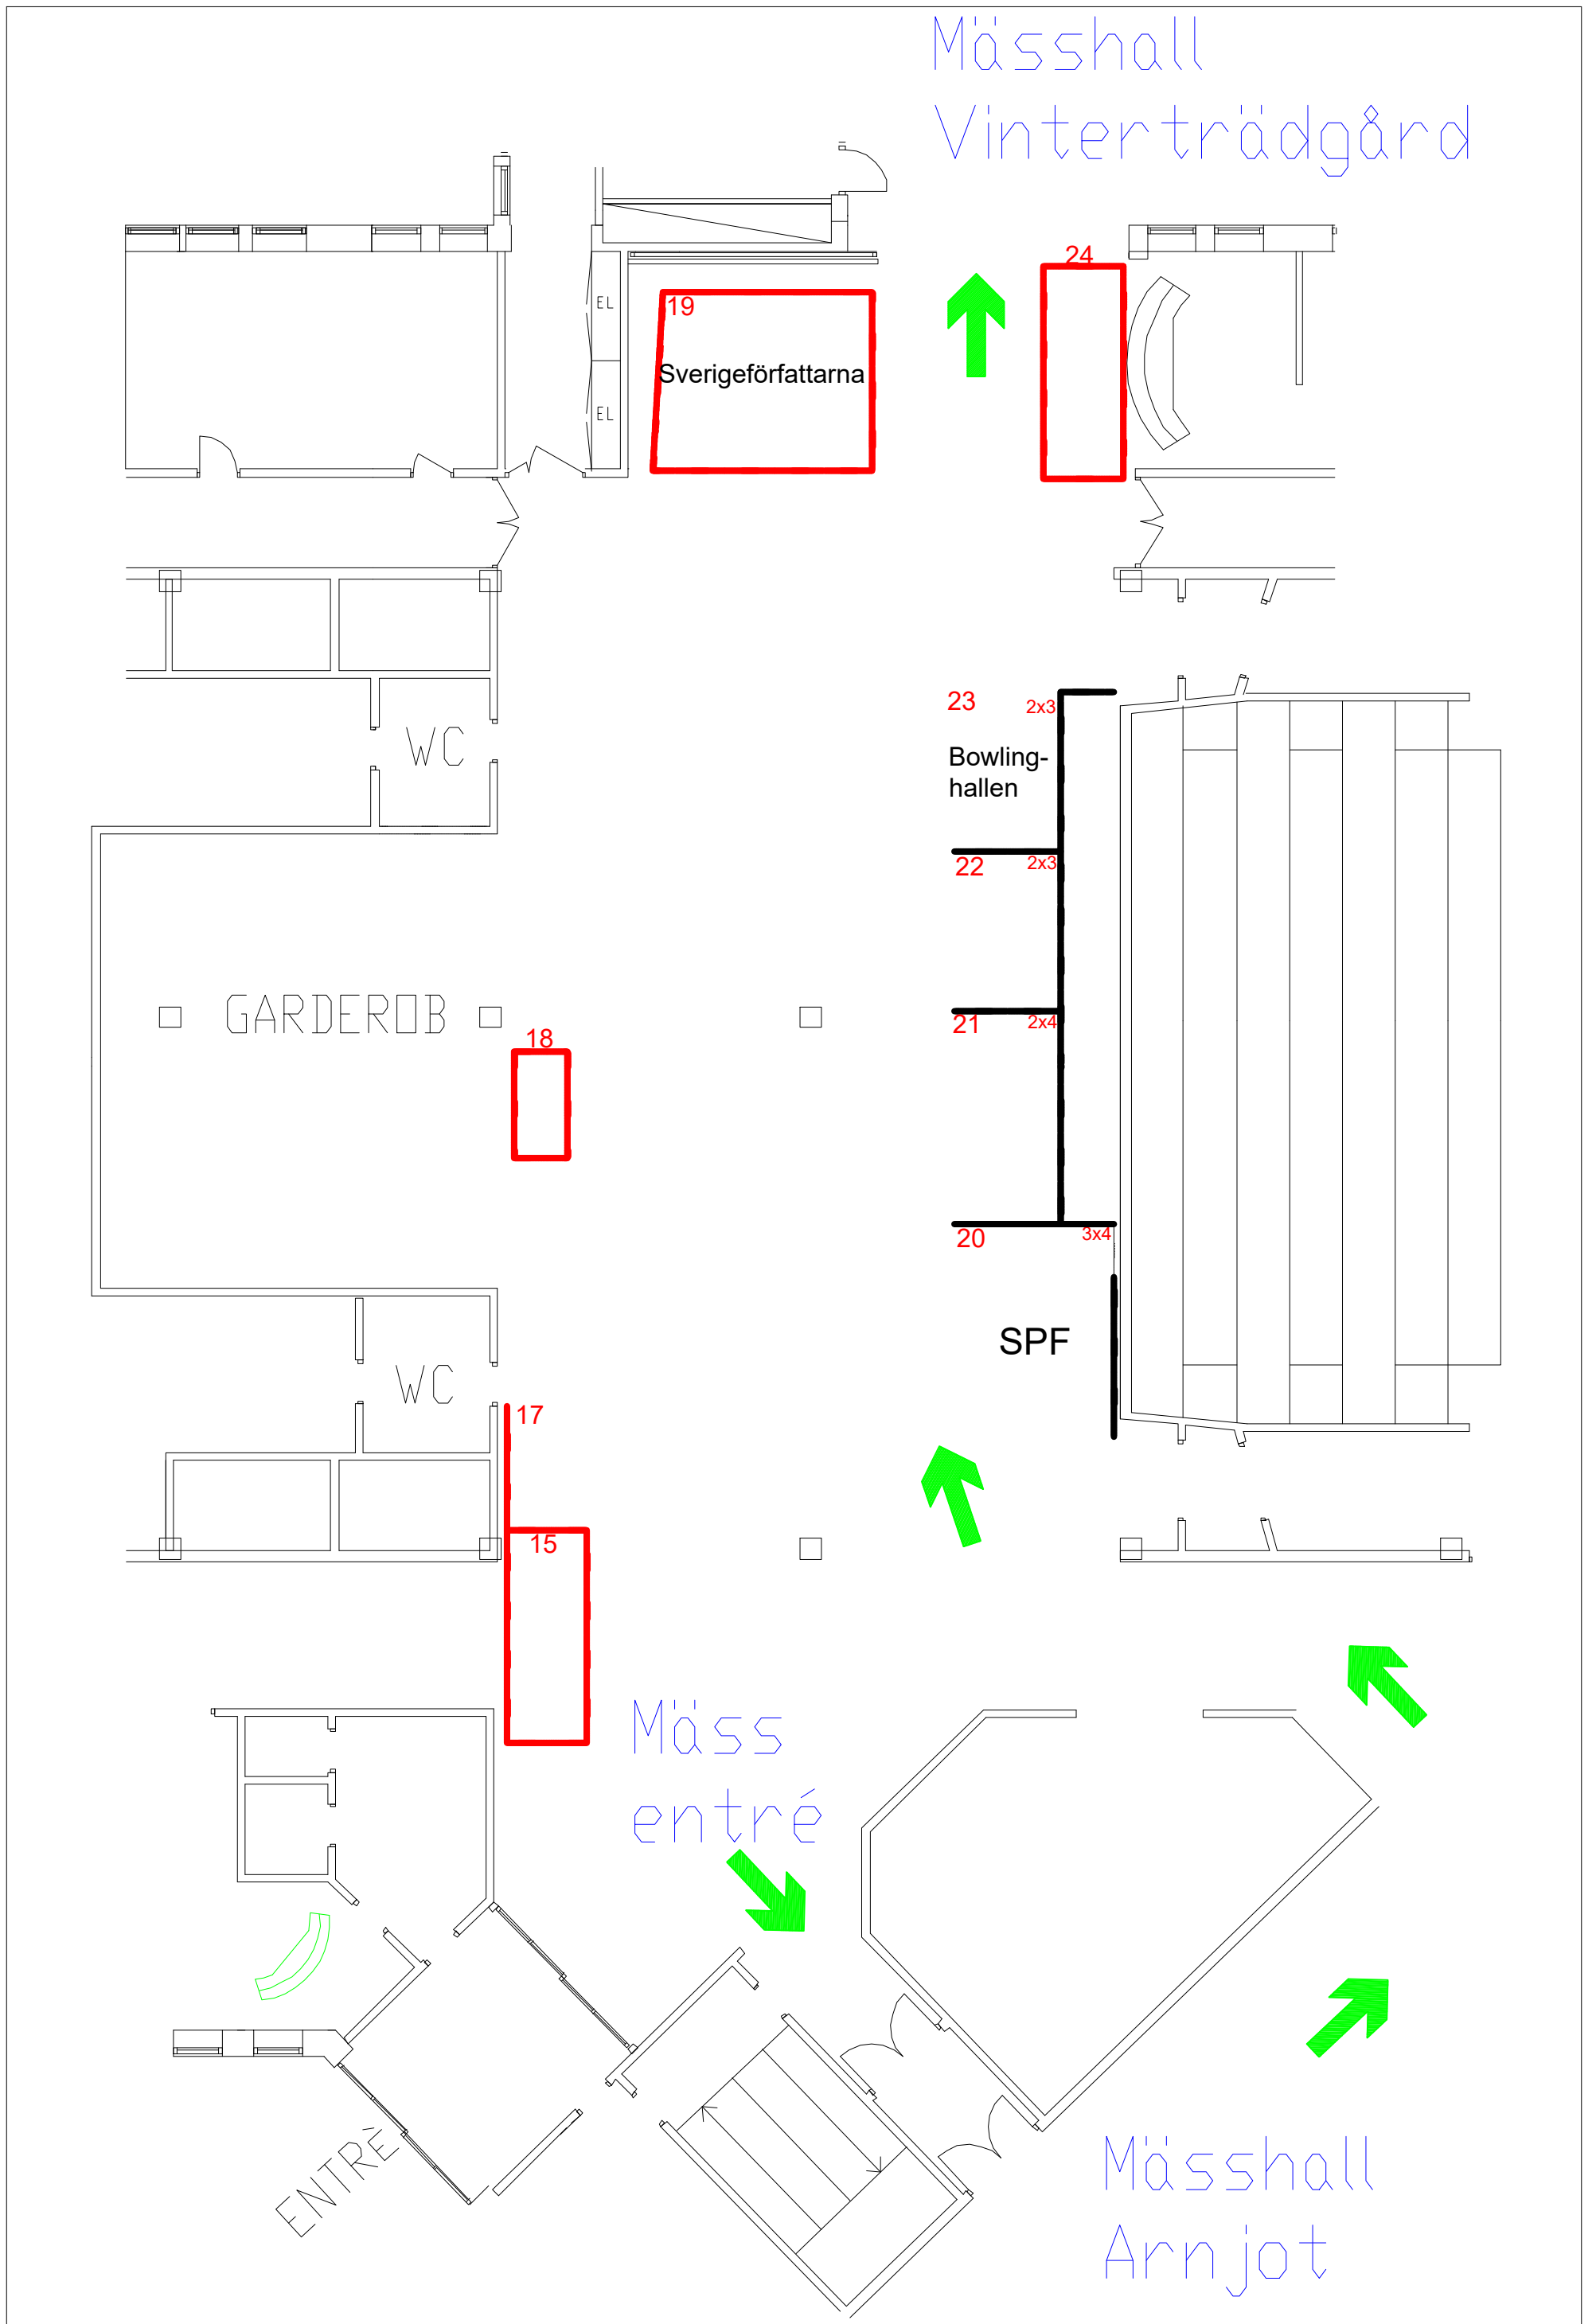 Mässhall
Vinterträdgård
24
19
EL
Sverigeförfattarna
EL
23
2x3
WC
Bowling-
hallen
22
2x3
GARDEROB
21
2x4
18
20
3x4
SPF
WC
17
15
Mäss
entré
ENTRÉ
Mässhall
Arnjot